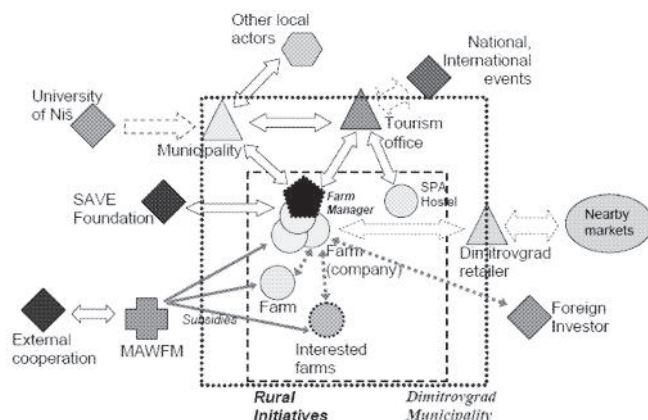 Other local
actors
National,
International
events
University
of Niš
Municipality
Tourism
office
SAVE
Foundation
Farm
Manager
SPA
Hostel
Nearby
markets
Farm
(company)
Dimitrovgrad
retailer
Farm
Subsidies
External
cooperation
MAWFM
Interested
farms
Foreign
Investor
Rural
Initiatives
Dimitrovgrad
Municipality